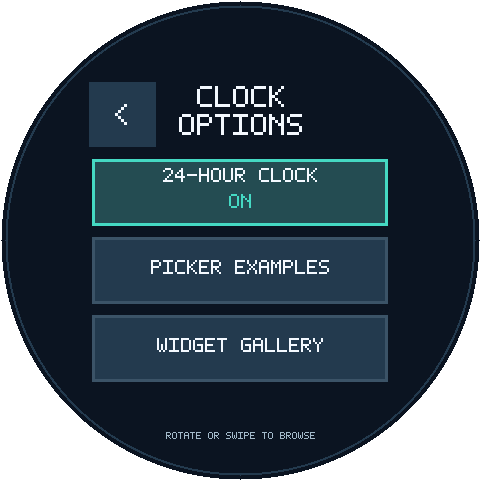 <
CLOCK
OPTIONS
24-HOUR CLOCK
ON
PICKER EXAMPLES
WIDGET GALLERY
ROTATE OR SWIPE TO BROWSE